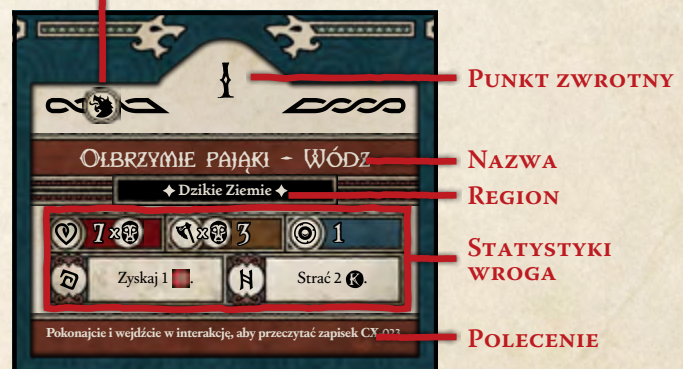 I
Punkt zwrotny
Olbrzymie pająki - Wódz
Nazwa
Dzikie Ziemie
Region
7 x x 3 1
Statystyki
wroga
Zyskaj 1 .
Strać 2 K.
Pokonajcie i wejdźcie w interakcję, aby przeczytać zapisek CX
Polecenie